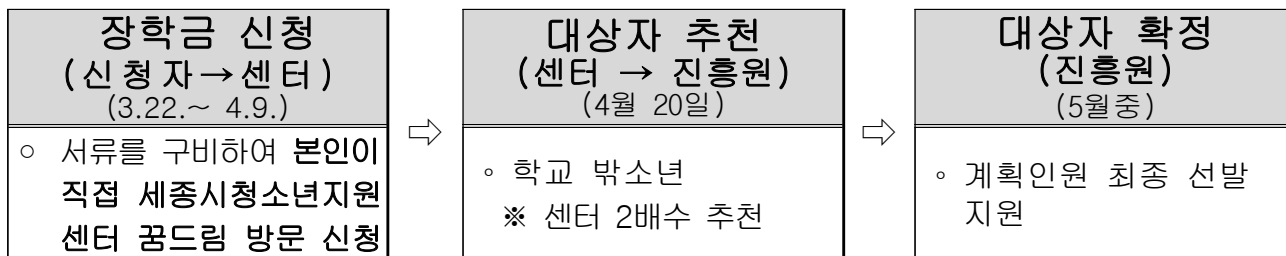 장학금 신청
(신청자→센터)
(3.22.~ 4.9.)
○ 서류를 구비하여 본인이
직접 세종시청소년지원
센터 꿈드림 방문 신청
⇨
대상자 추천
(센터 → 진흥원)
(4월 20일)
◦ 학교 밖소년
※ 센터 2배수 추천
⇨
대상자 확정
(진흥원)
(5월중)
◦ 계획인원 최종 선발
지원